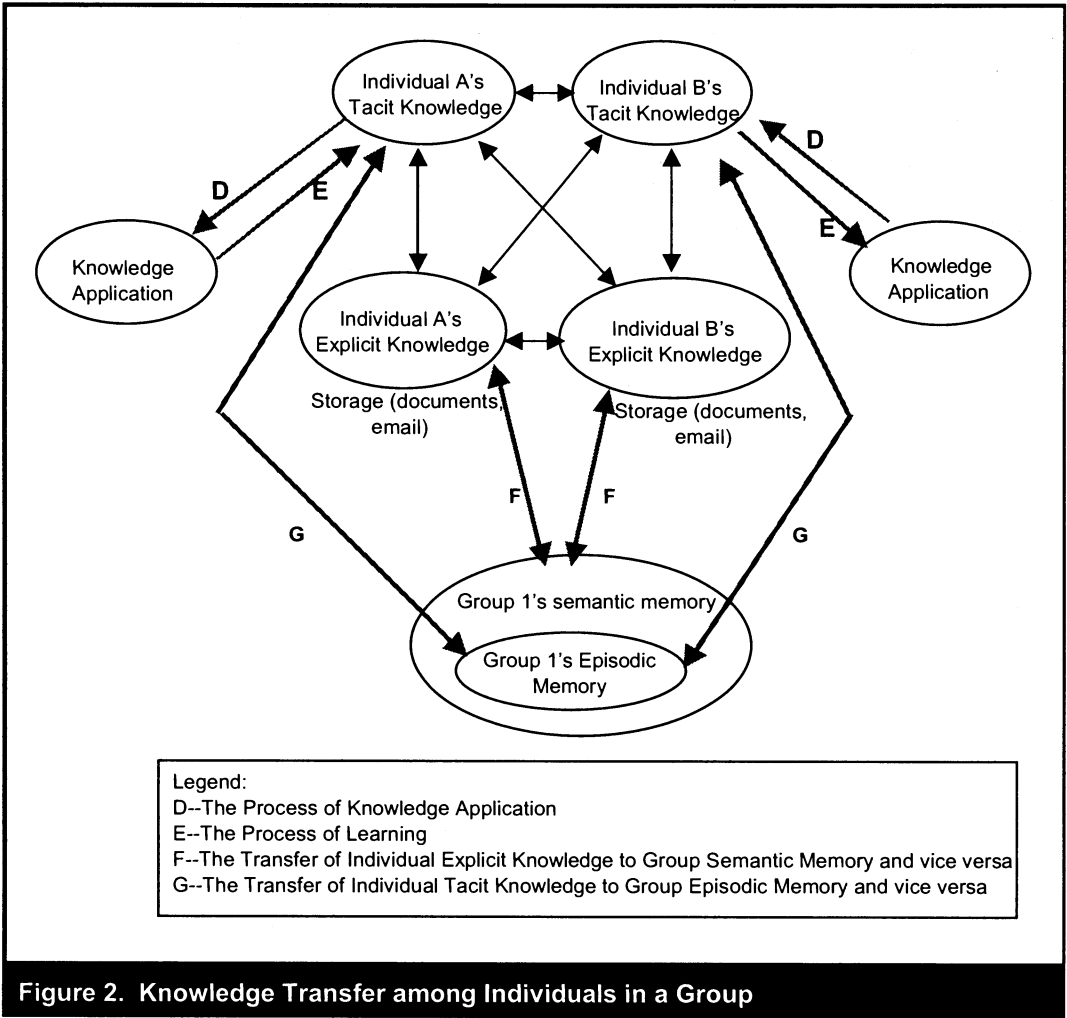 Individual A's
Tacit Knowledge
Individual B's
Tacit Knowledge
D
E
D
E
Knowledge
Application
Knowledge
Application
Individual A's
Explicit Knowledge
Individual B's
Explicit Knowledge
Storage (documents,
email)
Storage (documents,
email)
F
F
G
G
Group 1's semantic memory
Group 1's Episodic
Memory
Legend:
D--The Process of Knowledge Application
E--The Process of Learning
F--The Transfer of Individual Explicit Knowledge to Group Semantic Memory and vice versa
G--The Transfer of Individual Tacit Knowledge to Group Episodic Memory and vice versa
Figure 2. Knowledge Transfer among Individuals in a Group